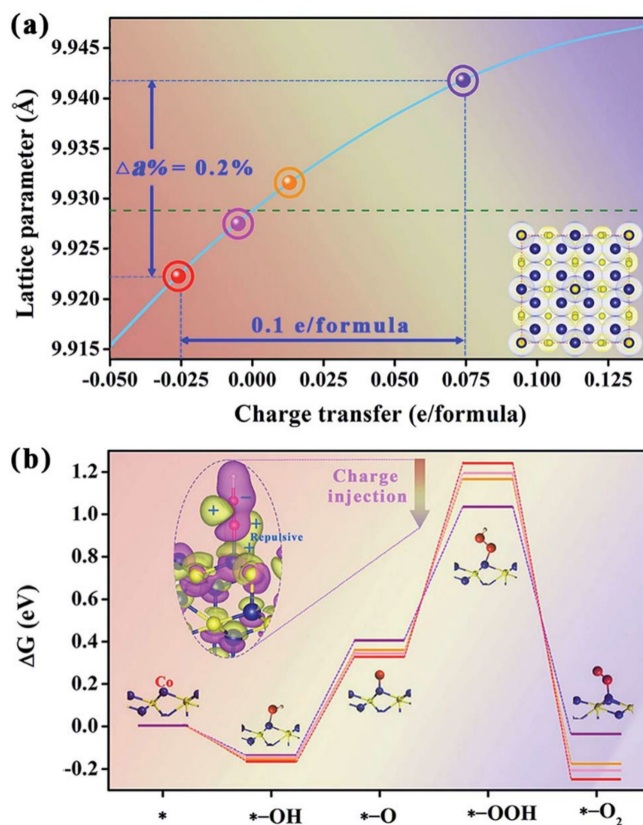 (a)
9.945
9.940
9.935
9.930
9.925
9.920
9.915
Lattice parameter (Å)
△a%= 0.2%
0.1 e/formula
-0.050 -0.025 0.000 0.025 0.050 0.075 0.100 0.125
Charge transfer (e/formula)
(b)
1.2
1.0
0.8
0.6
0.4
0.2
0.0
-0.2
ΔG (eV)
Charge
injection
+ −
+
Repulsive
+
Co
* *−OH *−O *−OOH *−O₂